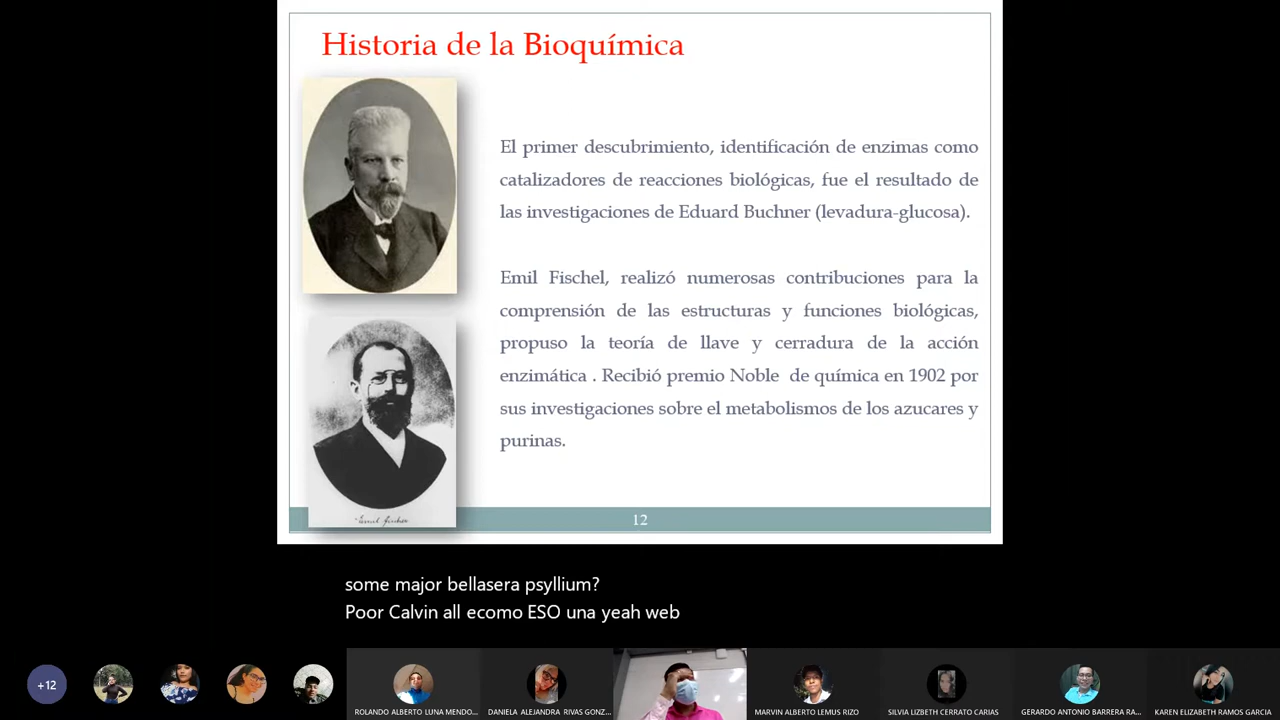 Historia de la Bioquímica
El primer descubrimiento, identificación de enzimas como
catalizadores de reacciones biológicas, fue el resultado de
las investigaciones de Eduard Buchner (levadura-glucosa).
Emil Fischel, realizó numerosas contribuciones para la
comprensión de las estructuras y funciones biológicas,
propuso la teoría de llave y cerradura de la acción
enzimática . Recibió premio Noble de química en 1902 por
sus investigaciones sobre el metabolismos de los azucares y
purinas.
Emil Fischer
12
some major bellasera psyllium?
Poor Calvin all ecomo ESO una yeah web
+12
ROLANDO ALBERTO LUNA MENDO...
DANIELA ALEJANDRA RIVAS GONZ...
MARVIN ALBERTO LEMUS RIZO
SILVIA LIZBETH CERRATO CARIAS
GERARDO ANTONIO BARRERA RA...
KAREN ELIZABETH RAMOS GARCIA